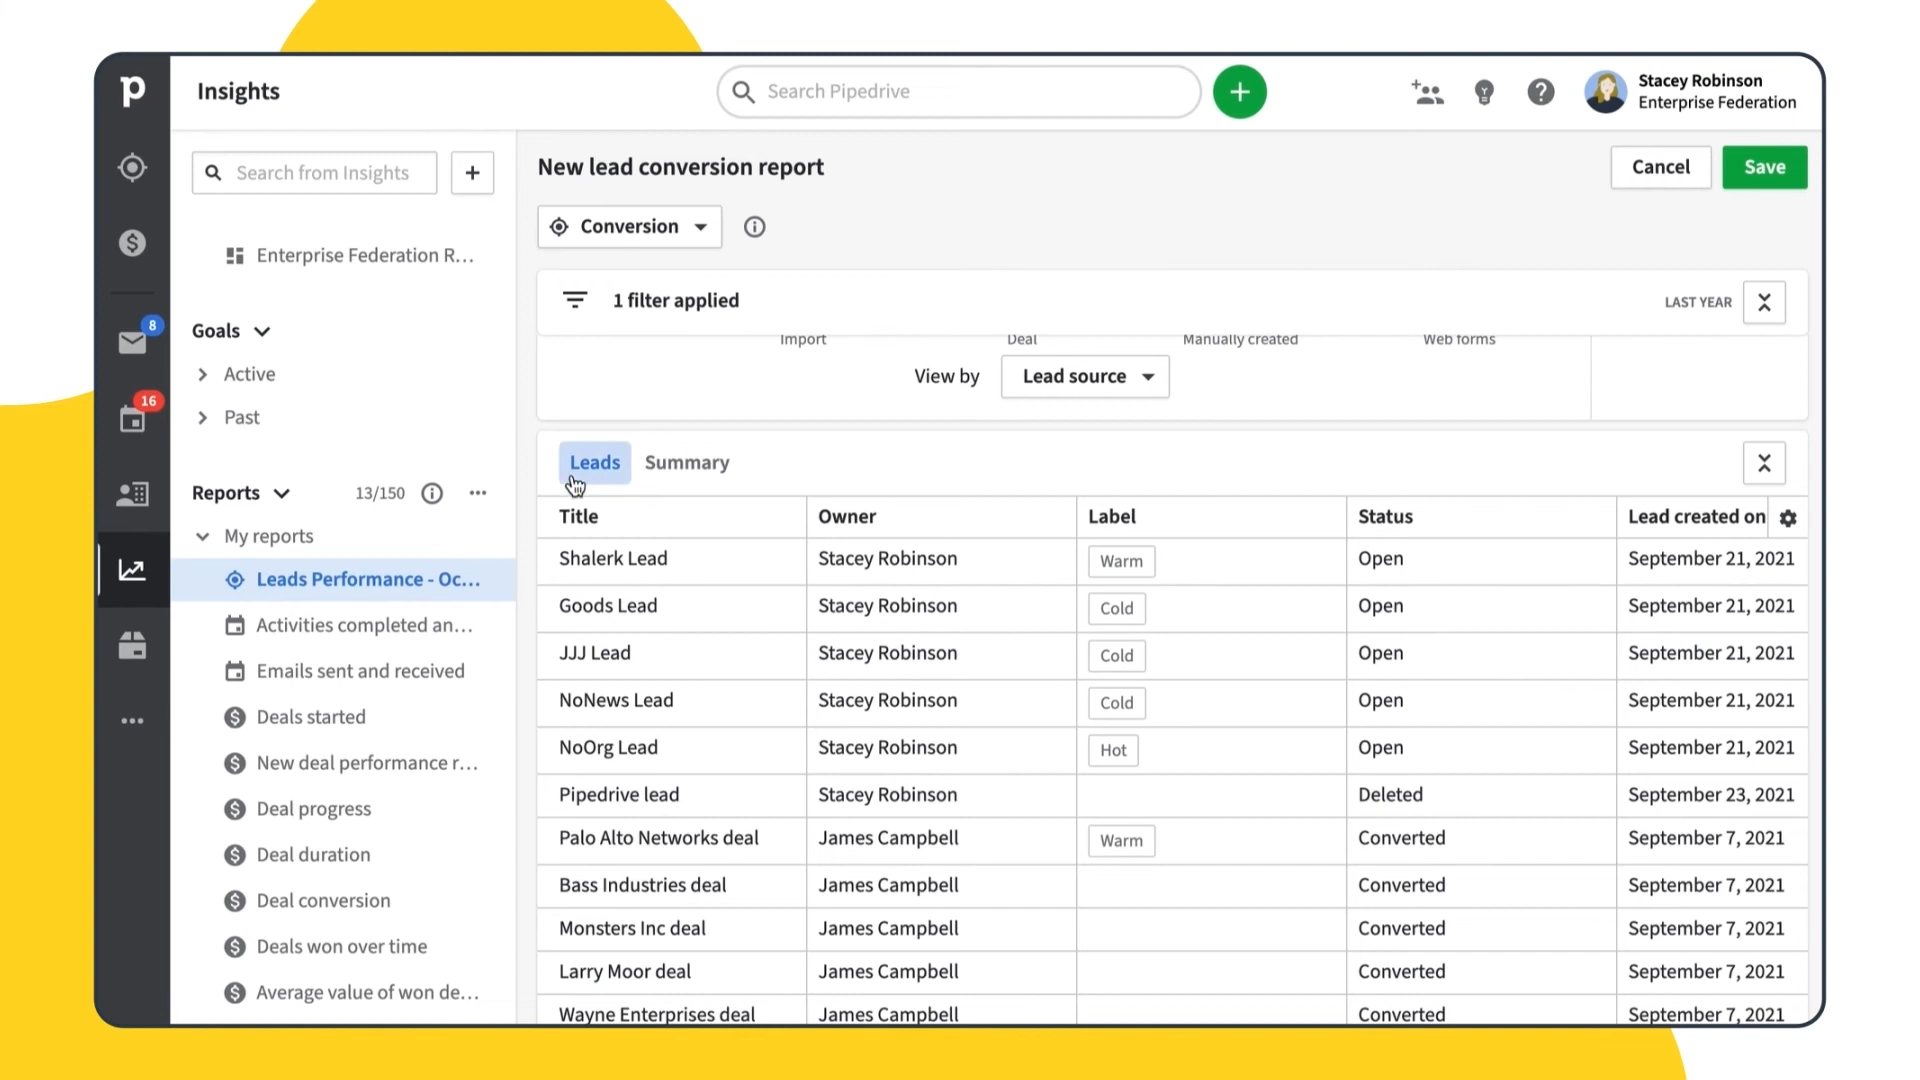 p
Insights
Search Pipedrive
Stacey Robinson
Enterprise Federation
Search from Insights
Enterprise Federation R...
Goals
Active
Past
8
16
Reports 13/150
My reports
Leads Performance - Oc...
Activities completed an...
Emails sent and received
Deals started
New deal performance r...
Deal progress
Deal duration
Deal conversion
Deals won over time
Average value of won de...
New lead conversion report
Cancel
Save
Conversion
1 filter applied
LAST YEAR
Import Deal Manually created Web forms
View by Lead source
Leads Summary
Title Owner Label Status Lead created on
Shalerk Lead Stacey Robinson Warm Open September 21, 2021
Goods Lead Stacey Robinson Cold Open September 21, 2021
JJJ Lead Stacey Robinson Cold Open September 21, 2021
NoNews Lead Stacey Robinson Cold Open September 21, 2021
NoOrg Lead Stacey Robinson Hot Open September 21, 2021
Pipedrive lead Stacey Robinson Deleted September 23, 2021
Palo Alto Networks deal James Campbell Warm Converted September 7, 2021
Bass Industries deal James Campbell Converted September 7, 2021
Monsters Inc deal James Campbell Converted September 7, 2021
Larry Moor deal James Campbell Converted September 7, 2021
Wayne Enterprises deal James Campbell Converted September 7, 2021